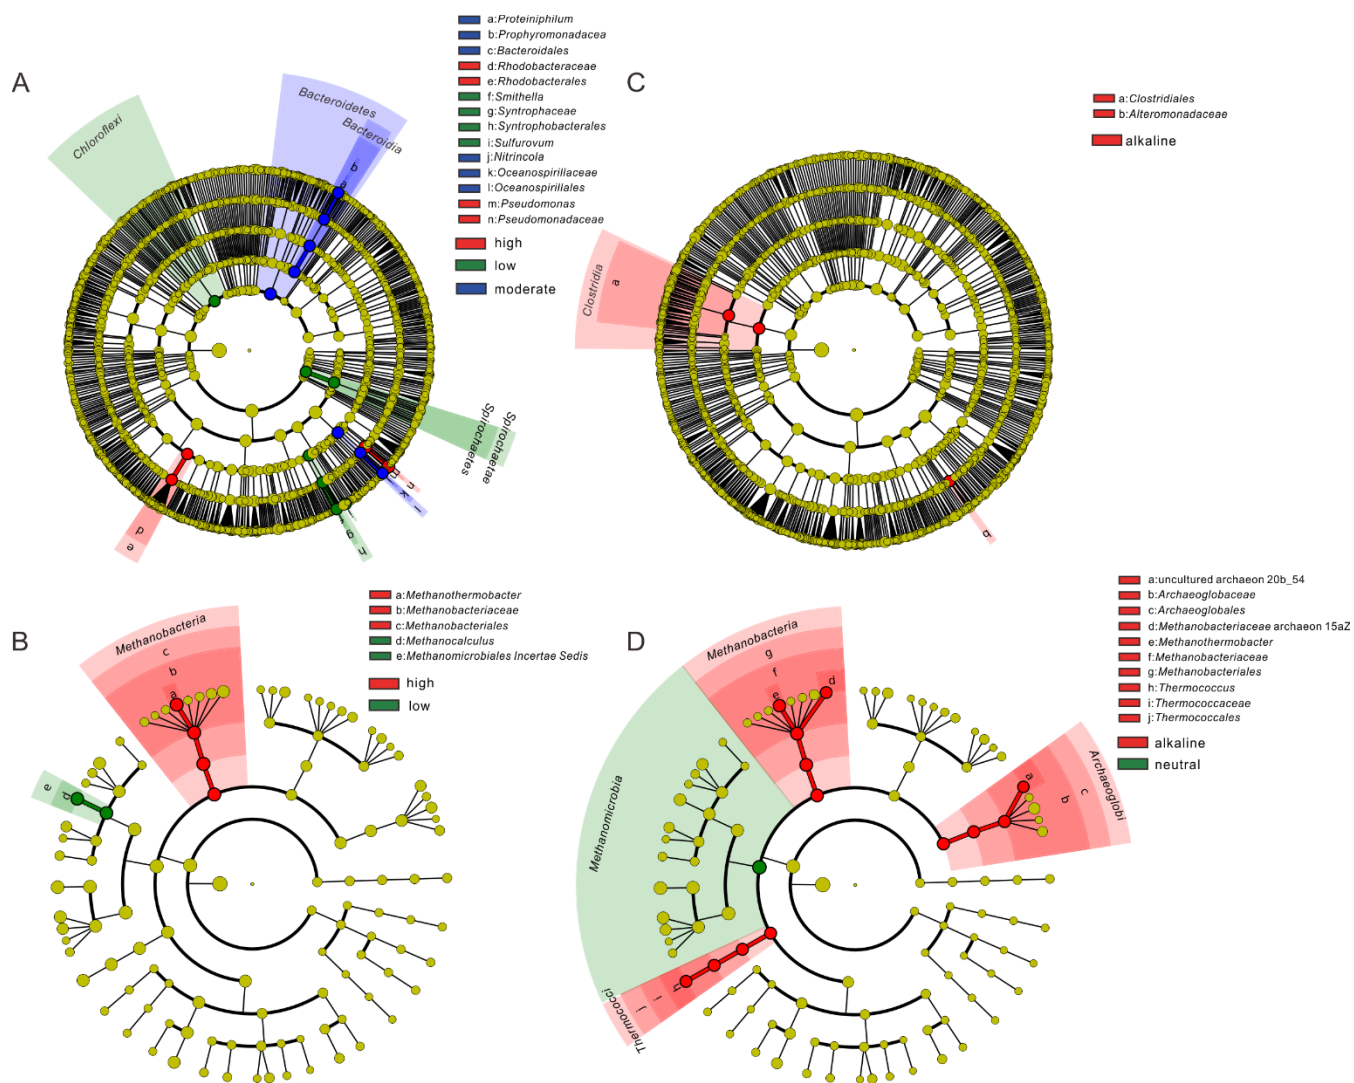 A
Chloroflexi
Bacteroidetes
Bacteroidia
b
a
Spirochaetae
Spirochaetes
n
m
l
k
h
g
d
e
a:Proteiniphilum
b:Prophyromonadacea
c:Bacteroidales
d:Rhodobacteraceae
e:Rhodobacterales
f:Smithella
g:Syntrophaceae
h:Syntrophobacterales
i:Sulfurovum
j:Nitrincola
k:Oceanospirillaceae
l:Oceanospirillales
m:Pseudomonas
n:Pseudomonadaceae
high
low
moderate
C
Clostridia
a
b
a:Clostridiales
b:Alteromonadaceae
alkaline
B
Methanobacteria
c
b
a
e
d
a:Methanothermobacter
b:Methanobacteriaceae
c:Methanobacteriales
d:Methanocalculus
e:Methanomicrobiales Incertae Sedis
high
low
D
Methanobacteria
g
f
e
d
Methanomicrobia
Archaeoglobi
a
b
c
Thermococci
h
i
j
a:uncultured archaeon 20b_54
b:Archaeoglobaceae
c:Archaeoglobales
d:Methanobacteriaceae archaeon 15aZ
e:Methanothermobacter
f:Methanobacteriaceae
g:Methanobacteriales
h:Thermococcus
i:Thermococcaceae
j:Thermococcales
alkaline
neutral